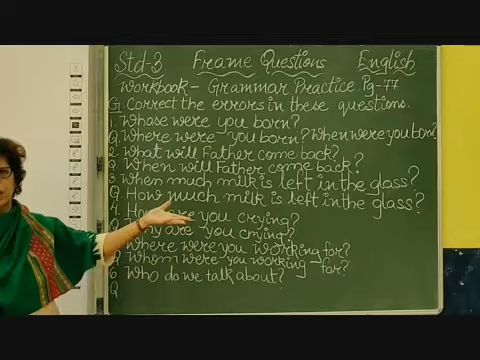 Std-3 Frame Questions English
Workbook - Grammar Practice Pg-77
G. Correct the errors in these questions.
1. Whose were you born?
Q. Where were you born? When were you born?
2. What will Father come back?
Q. When will Father come back?
3. When much milk is left in the glass?
Q. How much milk is left in the glass?
4. How are you crying?
Q. Why are you crying?
Where were you working for?
Q. Whom were you working for?
6. Who do we talk about?
Q